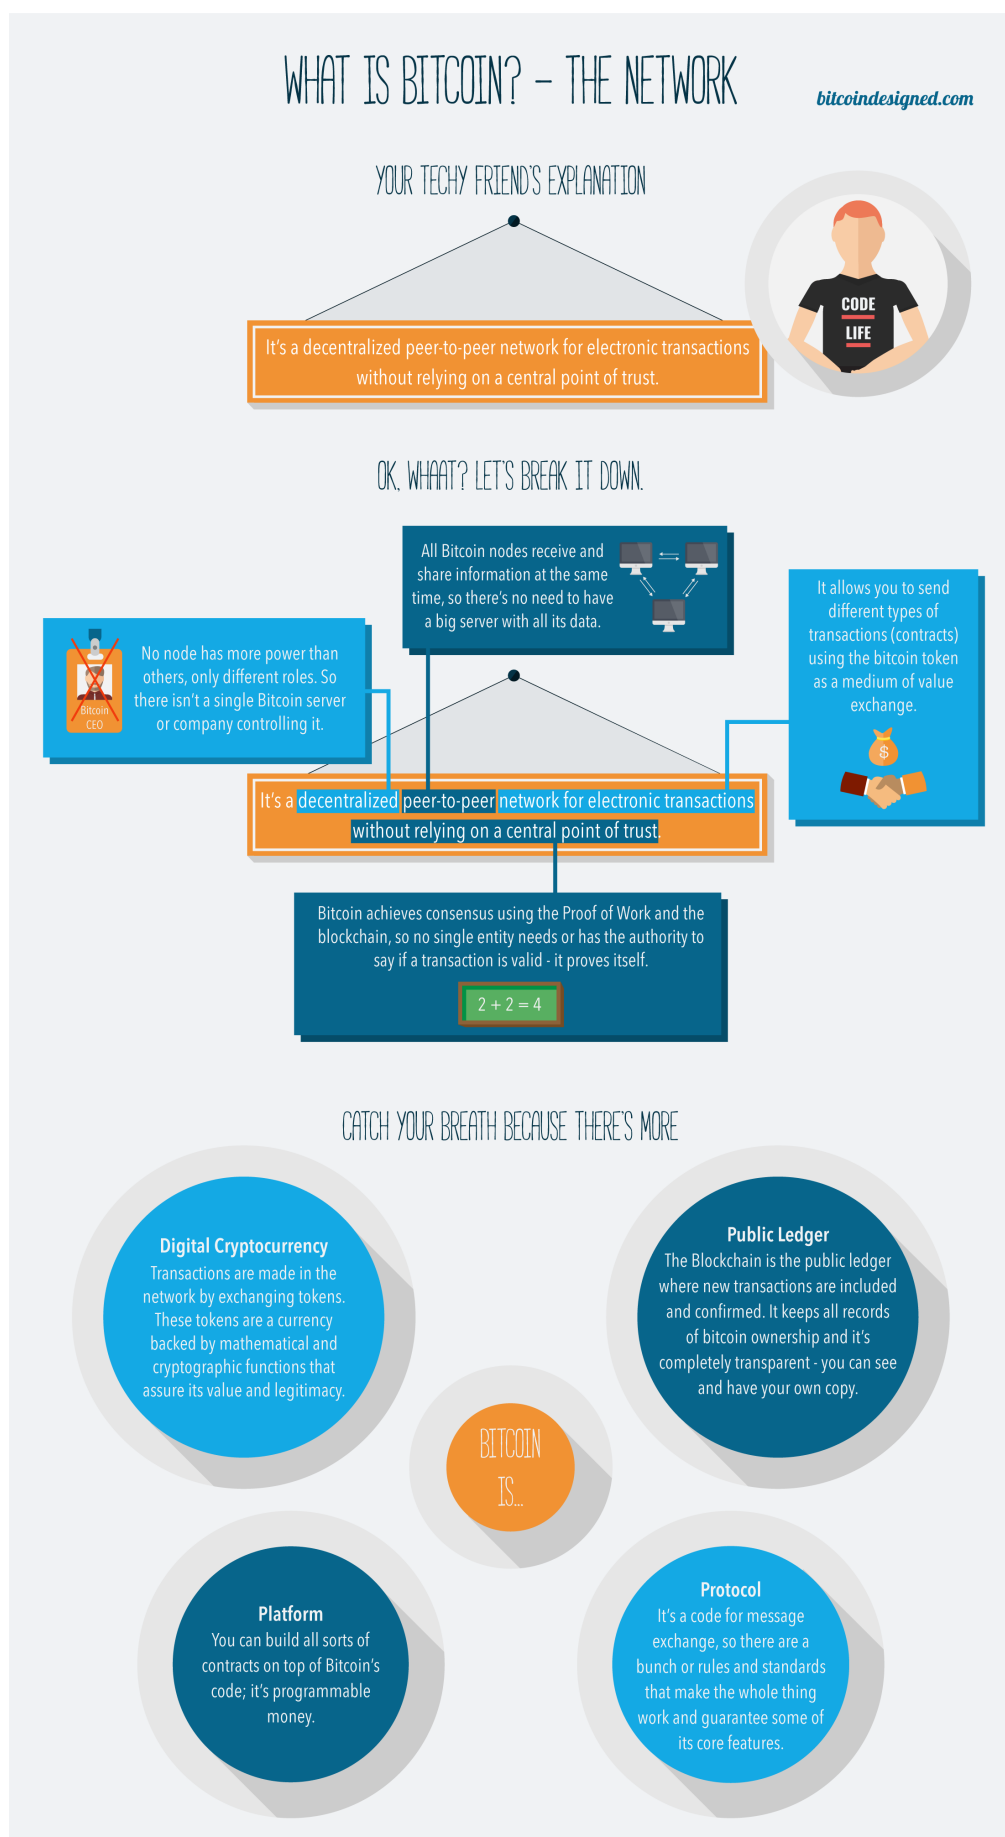 WHAT IS BITCOIN? – THE NETWORK
bitcoindesigned.com
YOUR TECHY FRIEND'S EXPLANATION
CODE
LIFE
It's a decentralized peer-to-peer network for electronic transactions
without relying on a central point of trust.
OK, WHAAT? LET'S BREAK IT DOWN.
All Bitcoin nodes receive and
share information at the same
time, so there's no need to have
a big server with all its data.
It allows you to send
different types of
transactions (contracts)
using the bitcoin token
as a medium of value
exchange.
$
No node has more power than
others, only different roles. So
there isn't a single Bitcoin server
or company controlling it.
Bitcoin
CEO
It's a decentralized peer-to-peer network for electronic transactions
without relying on a central point of trust.
Bitcoin achieves consensus using the Proof of Work and the
blockchain, so no single entity needs or has the authority to
say if a transaction is valid - it proves itself.
2 + 2 = 4
CATCH YOUR BREATH BECAUSE THERE'S MORE
Digital Cryptocurrency
Transactions are made in the
network by exchanging tokens.
These tokens are a currency
backed by mathematical and
cryptographic functions that
assure its value and legitimacy.
Public Ledger
The Blockchain is the public ledger
where new transactions are included
and confirmed. It keeps all records
of bitcoin ownership and it's
completely transparent - you can see
and have your own copy.
BITCOIN
IS...
Platform
You can build all sorts of
contracts on top of Bitcoin's
code; it's programmable
money.
Protocol
It's a code for message
exchange, so there are a
bunch or rules and standards
that make the whole thing
work and guarantee some of
its core features.